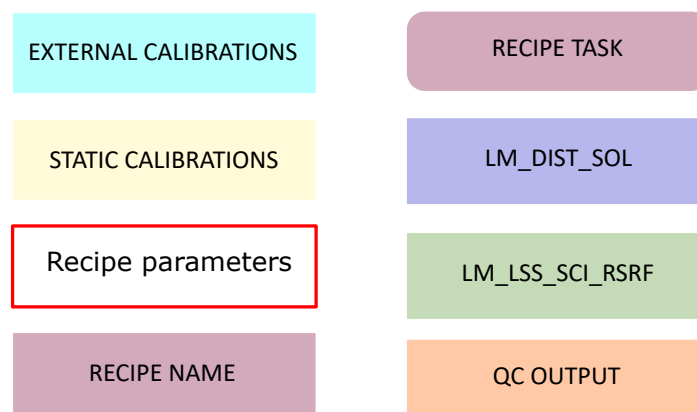 EXTERNAL CALIBRATIONS
RECIPE TASK
STATIC CALIBRATIONS
LM_DIST_SOL
Recipe parameters
LM_LSS_SCI_RSRF
RECIPE NAME
QC OUTPUT